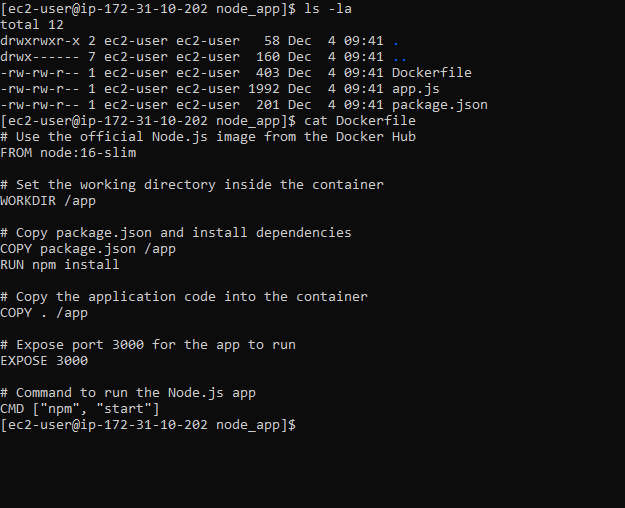 [ec2-user@ip-172-31-10-202 node_app]$ ls -la
total 12
drwxrwxr-x 2 ec2-user ec2-user   58 Dec  4 09:41 .
drwx------ 7 ec2-user ec2-user  160 Dec  4 09:41 ..
-rw-rw-r-- 1 ec2-user ec2-user  403 Dec  4 09:41 Dockerfile
-rw-rw-r-- 1 ec2-user ec2-user 1992 Dec  4 09:41 app.js
-rw-rw-r-- 1 ec2-user ec2-user  201 Dec  4 09:41 package.json
[ec2-user@ip-172-31-10-202 node_app]$ cat Dockerfile
# Use the official Node.js image from the Docker Hub
FROM node:16-slim

# Set the working directory inside the container
WORKDIR /app

# Copy package.json and install dependencies
COPY package.json /app
RUN npm install

# Copy the application code into the container
COPY . /app

# Expose port 3000 for the app to run
EXPOSE 3000

# Command to run the Node.js app
CMD ["npm", "start"]
[ec2-user@ip-172-31-10-202 node_app]$